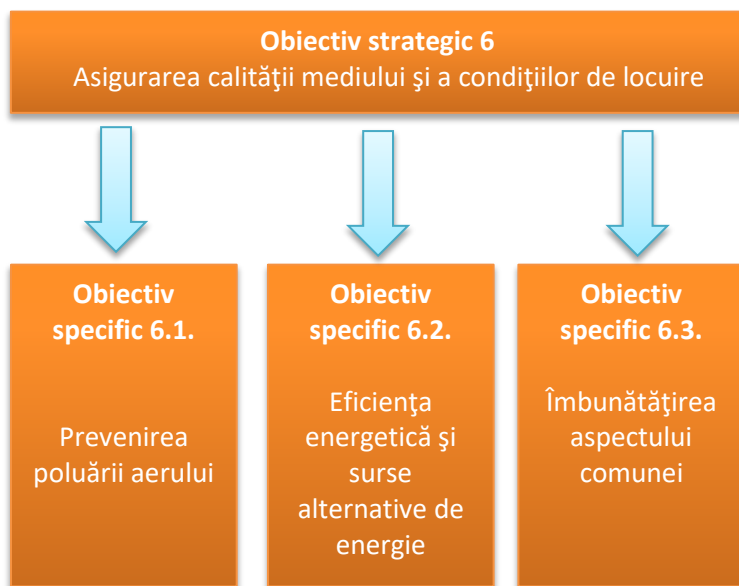 Obiectiv strategic 6
Asigurarea calităţii mediului şi a condiţiilor de locuire
Obiectiv
specific 6.1.
Prevenirea
poluării aerului
Obiectiv
specific 6.2.
Eficienţa
energetică şi
surse
alternative de
energie
Obiectiv
specific 6.3.
Îmbunătăţirea
aspectului
comunei